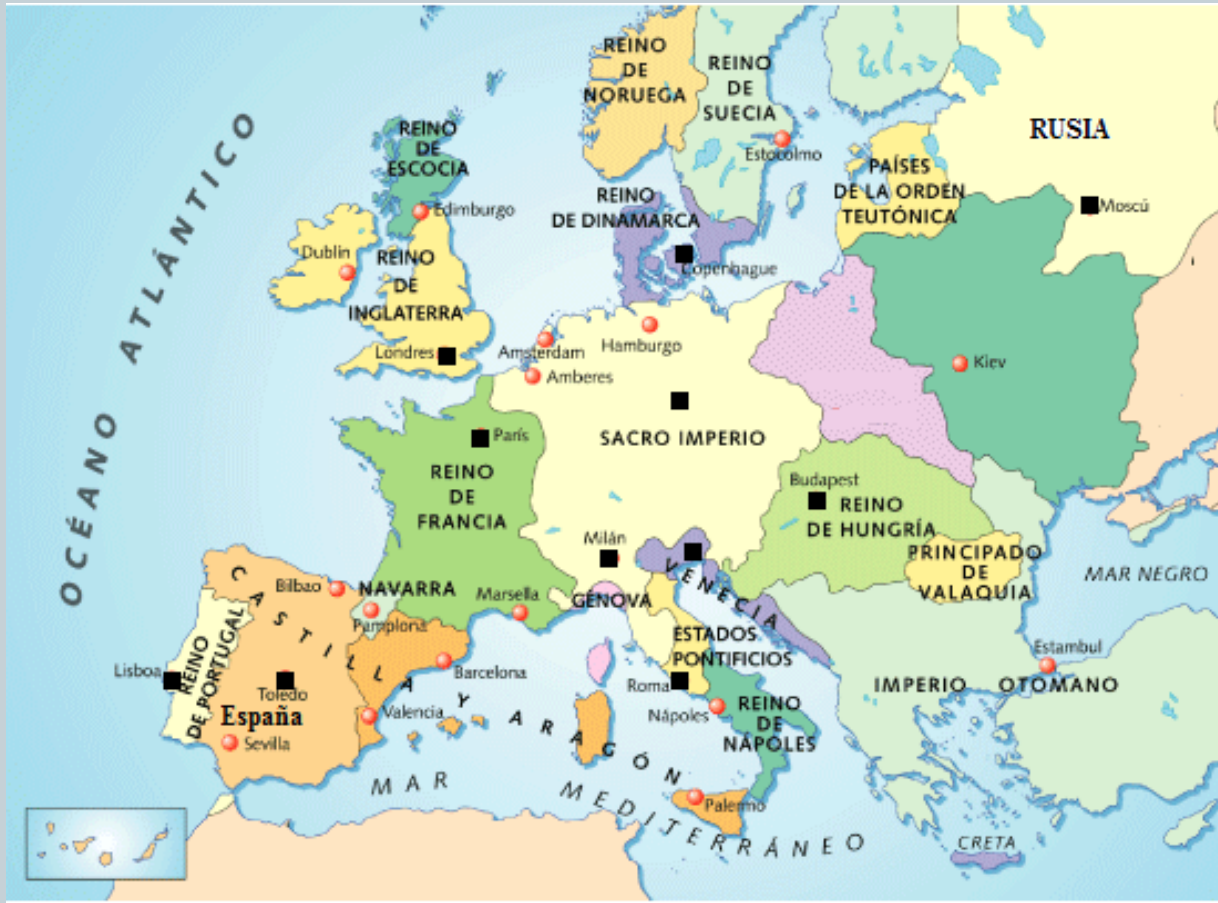 OCÉANO ATLÁNTICO
REINO
DE
NORUEGA
REINO
DE
SUECIA
Estocolmo
RUSIA
Moscú
REINO
DE
ESCOCIA
Edimburgo
PAÍSES
DE LA ORDEN
TEUTÓNICA
REINO
DE DINAMARCA
Copenhague
Dublín
REINO
DE
INGLATERRA
Londres
Amsterdam
Amberes
Hamburgo
Kiev
SACRO IMPERIO
París
REINO
DE
FRANCIA
Budapest
REINO
DE HUNGRÍA
PRINCIPADO
DE
VALAQUIA
MAR NEGRO
Milán
VENECIA
GÉNOVA
Marsella
NAVARRA
Bilbao
Pamplona
CASTILLA Y ARAGÓN
REINO
DE PORTUGAL
Lisboa
Toledo
España
Sevilla
Barcelona
Valencia
ESTADOS
PONTIFICIOS
Roma
Nápoles
REINO
DE
NÁPOLES
Palermo
IMPERIO OTOMANO
Estambul
MAR MEDITERRÁNEO
CRETA